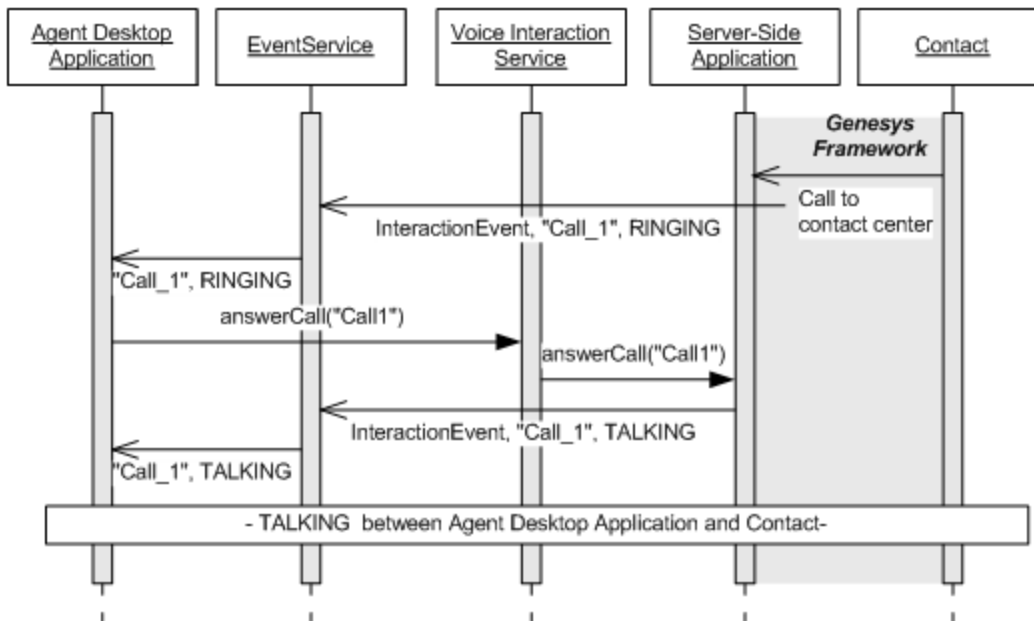 Agent Desktop
Application
EventService
Voice Interaction
Service
Server-Side
Application
Contact
Genesys
Framework
Call to
contact center
InteractionEvent, "Call_1", RINGING
"Call_1", RINGING
answerCall("Call1")
answerCall("Call1")
InteractionEvent, "Call_1", TALKING
"Call_1", TALKING
- TALKING between Agent Desktop Application and Contact-